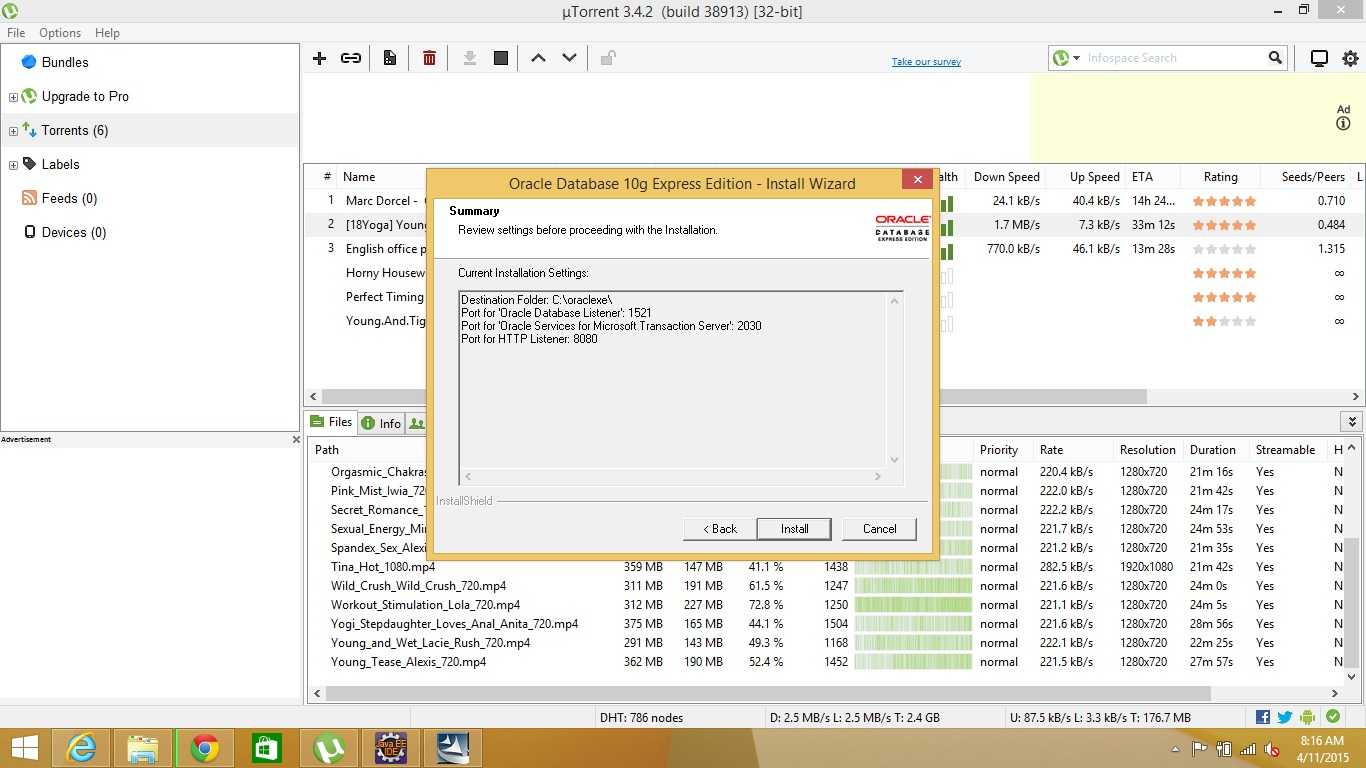 µTorrent 3.4.2 (build 38913) [32-bit]
File Options Help
Bundles
Upgrade to Pro
Torrents (6)
Labels
Feeds (0)
Devices (0)
Advertisement
Take our survey
Infospace Search
Ad
# Name Down Speed Up Speed ETA Rating Seeds/Peers
1 Marc Dorcel - 24.1 kB/s 40.4 kB/s 14h 24... 0.710
2 [18Yoga] Young 1.7 MB/s 7.3 kB/s 33m 12s 0.484
3 English office p 770.0 kB/s 46.1 kB/s 13m 28s 1.315
Horny Housew ∞
Perfect Timing ∞
Young.And.Tig ∞
Oracle Database 10g Express Edition - Install Wizard
Summary
Review settings before proceeding with the Installation.
ORACLE
DATABASE
EXPRESS EDITION
Current Installation Settings:
Destination Folder: C:\oraclexe\
Port for 'Oracle Database Listener': 1521
Port for 'Oracle Services for Microsoft Transaction Server': 2030
Port for HTTP Listener: 8080
InstallShield
< Back Install Cancel
Files Info
Path Priority Rate Resolution Duration Streamable H
Orgasmic_Chakras normal 220.4 kB/s 1280x720 21m 16s Yes N
Pink_Mist_Iwia_720 normal 222.0 kB/s 1280x720 21m 42s Yes N
Secret_Romance_ normal 222.2 kB/s 1280x720 24m 17s Yes N
Sexual_Energy_Mi normal 221.7 kB/s 1280x720 24m 53s Yes N
Spandex_Sex_Alexi normal 221.2 kB/s 1280x720 21m 35s Yes N
Tina_Hot_1080.mp4 359 MB 147 MB 41.1 % 1438 normal 282.5 kB/s 1920x1080 21m 42s Yes N
Wild_Crush_Wild_Crush_720.mp4 311 MB 191 MB 61.5 % 1247 normal 221.6 kB/s 1280x720 24m 0s Yes N
Workout_Stimulation_Lola_720.mp4 312 MB 227 MB 72.8 % 1250 normal 221.1 kB/s 1280x720 24m 5s Yes N
Yogi_Stepdaughter_Loves_Anal_Anita_720.mp4 375 MB 165 MB 44.1 % 1504 normal 221.6 kB/s 1280x720 28m 56s Yes N
Young_and_Wet_Lacie_Rush_720.mp4 291 MB 143 MB 49.3 % 1168 normal 222.1 kB/s 1280x720 22m 25s Yes N
Young_Tease_Alexis_720.mp4 362 MB 190 MB 52.4 % 1452 normal 221.5 kB/s 1280x720 27m 57s Yes N
DHT: 786 nodes D: 2.5 MB/s L: 2.5 MB/s T: 2.4 GB U: 87.5 kB/s L: 3.3 kB/s T: 176.7 MB
Java EE
IDE
8:16 AM
4/11/2015